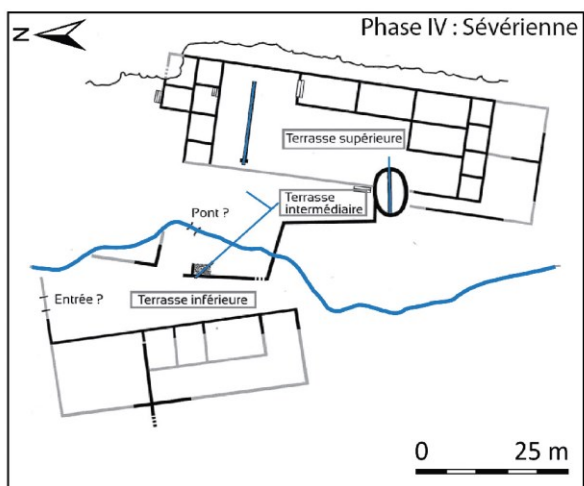 Phase IV : Sévérienne
N
Terrasse supérieure
Terrasse
intermédiaire
Pont ?
Entrée ?
Terrasse inférieure
0 25 m